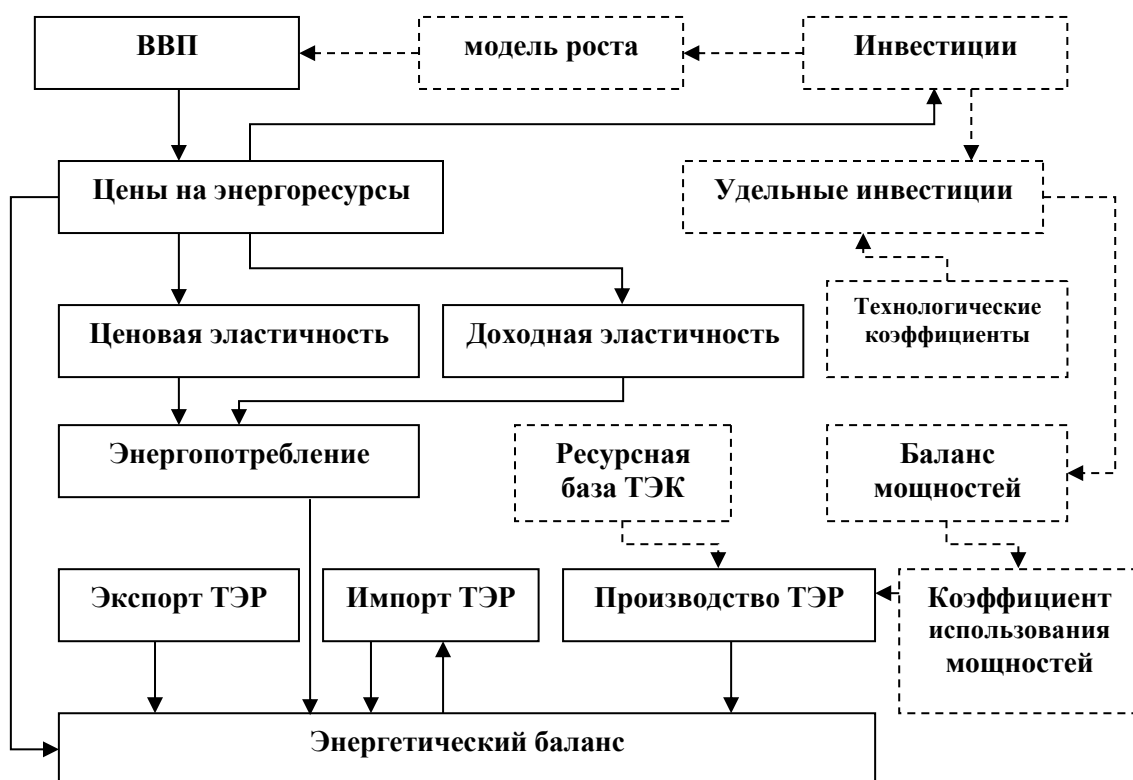 ВВП
модель роста
Инвестиции
Цены на энергоресурсы
Удельные инвестиции
Ценовая эластичность
Доходная эластичность
Технологические
коэффициенты
Энергопотребление
Ресурсная
база ТЭК
Баланс
мощностей
Экспорт ТЭР
Импорт ТЭР
Производство ТЭР
Коэффициент
использования
мощностей
Энергетический баланс